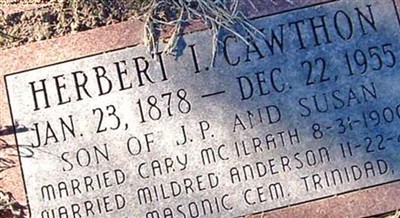 HERBERT I. CAWTHON
JAN. 23, 1878 — DEC. 22, 1955
SON OF J.P. AND SUSAN
MARRIED CARY MCILRATH 8-31-190
MARRIED MILDRED ANDERSON 11-22-
MASONIC CEM. TRINIDAD,